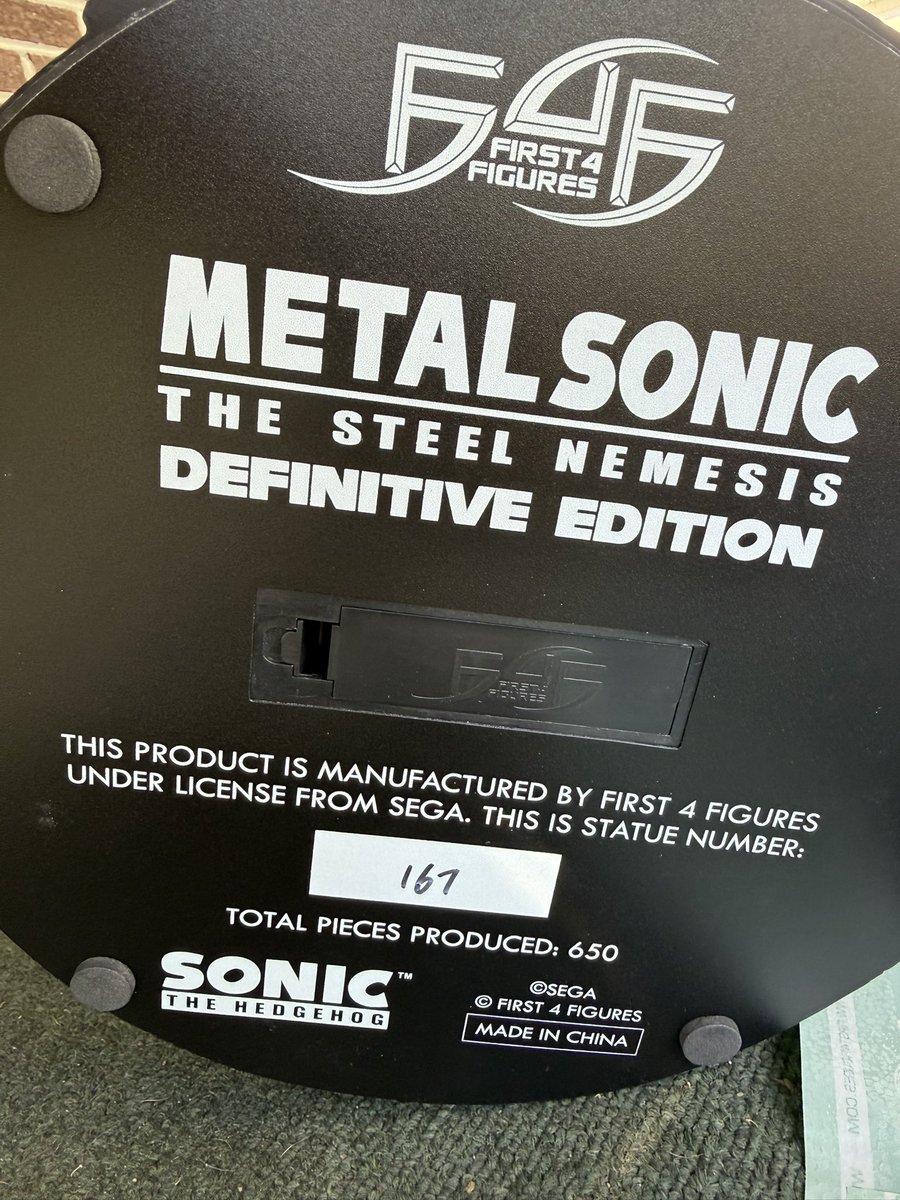 FIRST 4
FIGURES
METAL SONIC
THE STEEL NEMESIS
DEFINITIVE EDITION
FIRST 4
FIGURES
THIS PRODUCT IS MANUFACTURED BY FIRST 4 FIGURES
UNDER LICENSE FROM SEGA. THIS IS STATUE NUMBER:
167
TOTAL PIECES PRODUCED: 650
SONIC™
THE HEDGEHOG
©SEGA
© FIRST 4 FIGURES
MADE IN CHINA